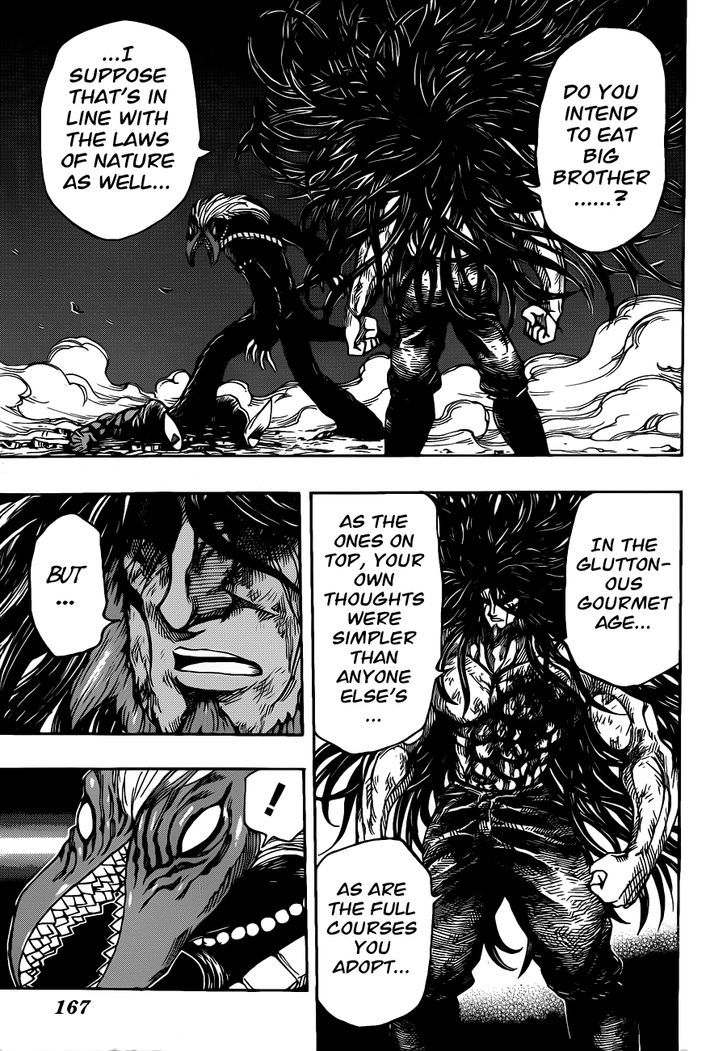 DO YOU
INTEND
TO EAT
BIG
BROTHER
......?
...I
SUPPOSE
THAT'S IN
LINE WITH
THE LAWS
OF NATURE
AS WELL...
IN THE
GLUTTON-
OUS
GOURMET
AGE...
AS THE
ONES ON
TOP, YOUR
OWN
THOUGHTS
WERE
SIMPLER
THAN
ANYONE
ELSE'S
...
AS ARE
THE FULL
COURSES
YOU
ADOPT...
BUT
...
!
167